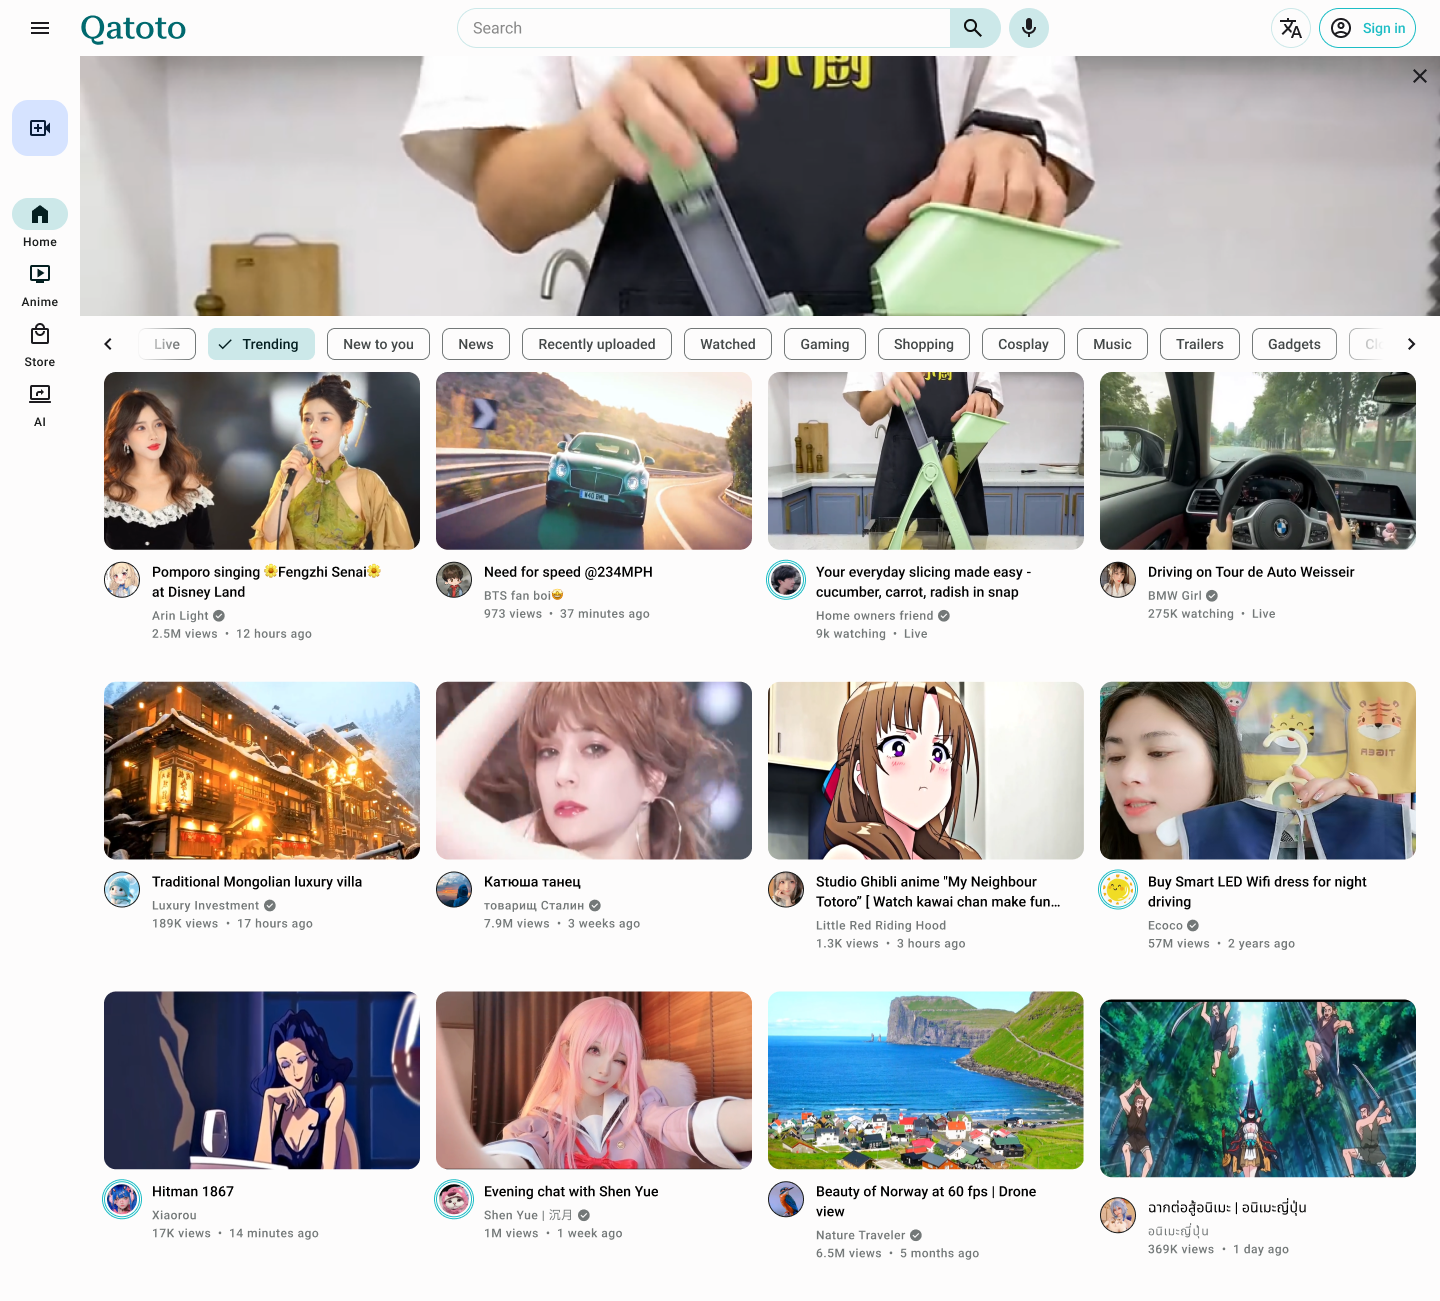 Qatoto
Search
Sign in
小厨
Home
Anime
Store
AI
Live
Trending
New to you
News
Recently uploaded
Watched
Gaming
Shopping
Cosplay
Music
Trailers
Gadgets
Pomporo singing 🌻Fengzhi Senai🌻
at Disney Land
Arin Light
2.5M views • 12 hours ago
Need for speed @234MPH
BTS fan boi🤩
973 views • 37 minutes ago
Your everyday slicing made easy -
cucumber, carrot, radish in snap
Home owners friend
9k watching • Live
Driving on Tour de Auto Weisseir
BMW Girl
275K watching • Live
TIGER
Traditional Mongolian luxury villa
Luxury Investment
189K views • 17 hours ago
Катюша танец
товарищ Сталин
7.9M views • 3 weeks ago
Studio Ghibli anime "My Neighbour
Totoro” [ Watch kawai chan make fun...
Little Red Riding Hood
1.3K views • 3 hours ago
Buy Smart LED Wifi dress for night
driving
Ecoco
57M views • 2 years ago
Hitman 1867
Xiaorou
17K views • 14 minutes ago
Evening chat with Shen Yue
Shen Yue | 沉月
1M views • 1 week ago
Beauty of Norway at 60 fps | Drone
view
Nature Traveler
6.5M views • 5 months ago
ฉากต่อสู้อนิเมะ | อนิเมะญี่ปุ่น
อนิเมะญี่ปุ่น
369K views • 1 day ago